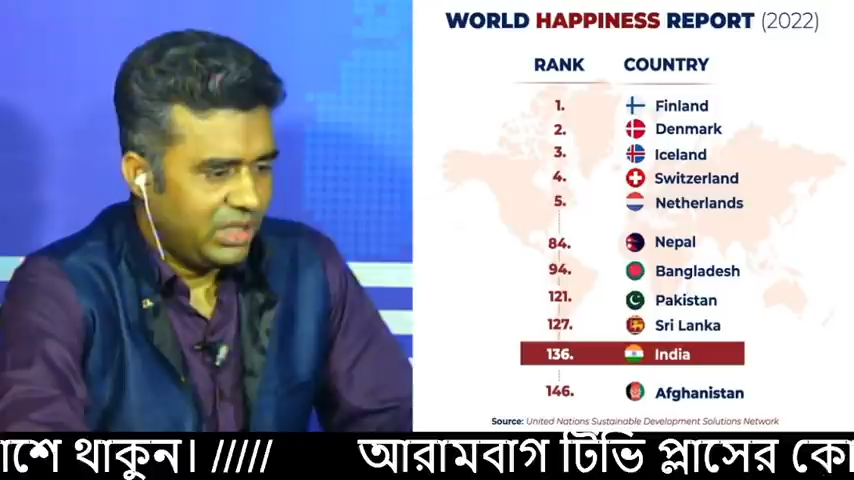 WORLD HAPPINESS REPORT (2022)
RANK COUNTRY
1. Finland
2. Denmark
3. Iceland
4. Switzerland
5. Netherlands
84. Nepal
94. Bangladesh
121. Pakistan
127. Sri Lanka
136. India
146. Afghanistan
Source: United Nations Sustainable Development Solutions Network
াশে থাকুন। ///// আরামবাগ টিভি প্লাসের কো